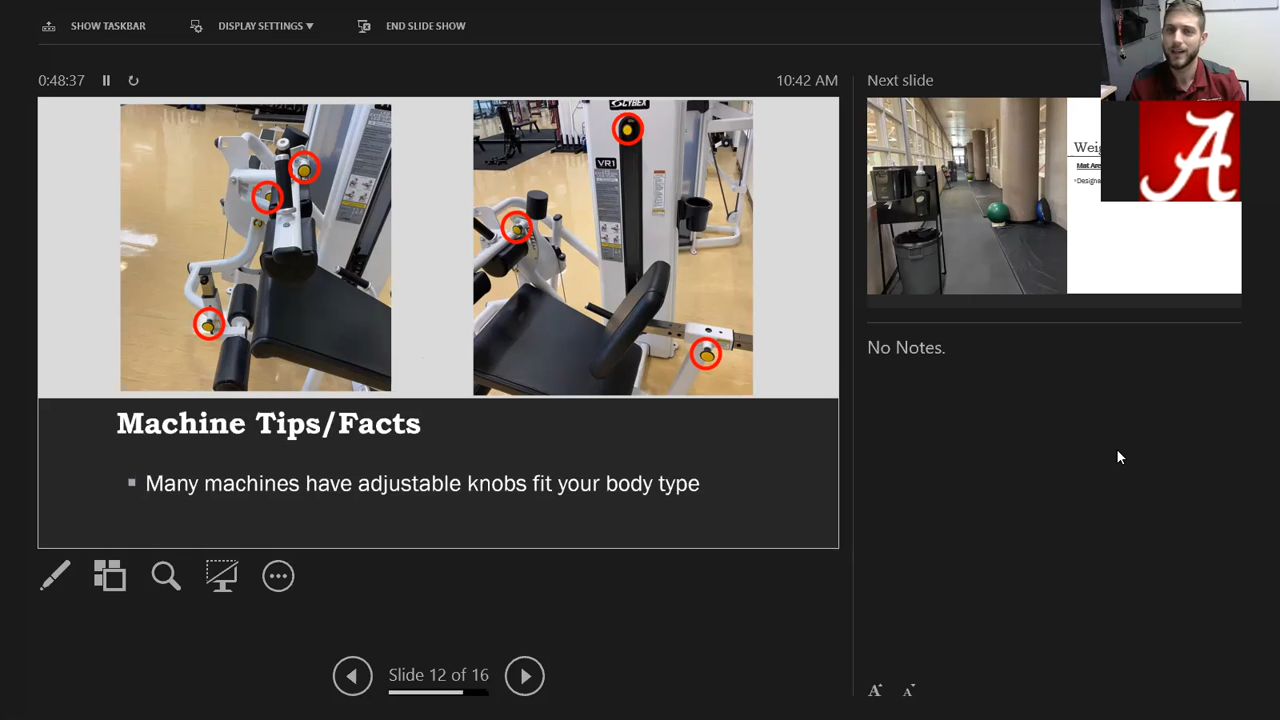 SHOW TASKBAR
DISPLAY SETTINGS ▼
END SLIDE SHOW
0:48:37
10:42 AM
CYBEX
VR1
Machine Tips/Facts
▪ Many machines have adjustable knobs fit your body type
Slide 12 of 16
Next slide
Mat
A
No Notes.
A
A